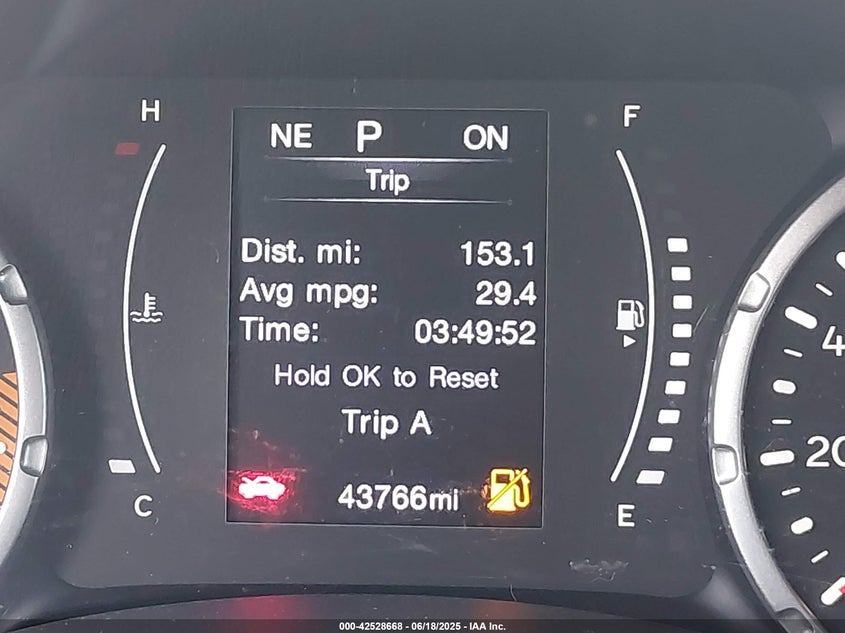 H
F
NE P ON
Trip
Dist. mi: 153.1
Avg mpg: 29.4
Time: 03:49:52
Hold OK to Reset
Trip A
43766mi
C
E
20
000-42528668 - 06/18/2025 - IAA Inc.